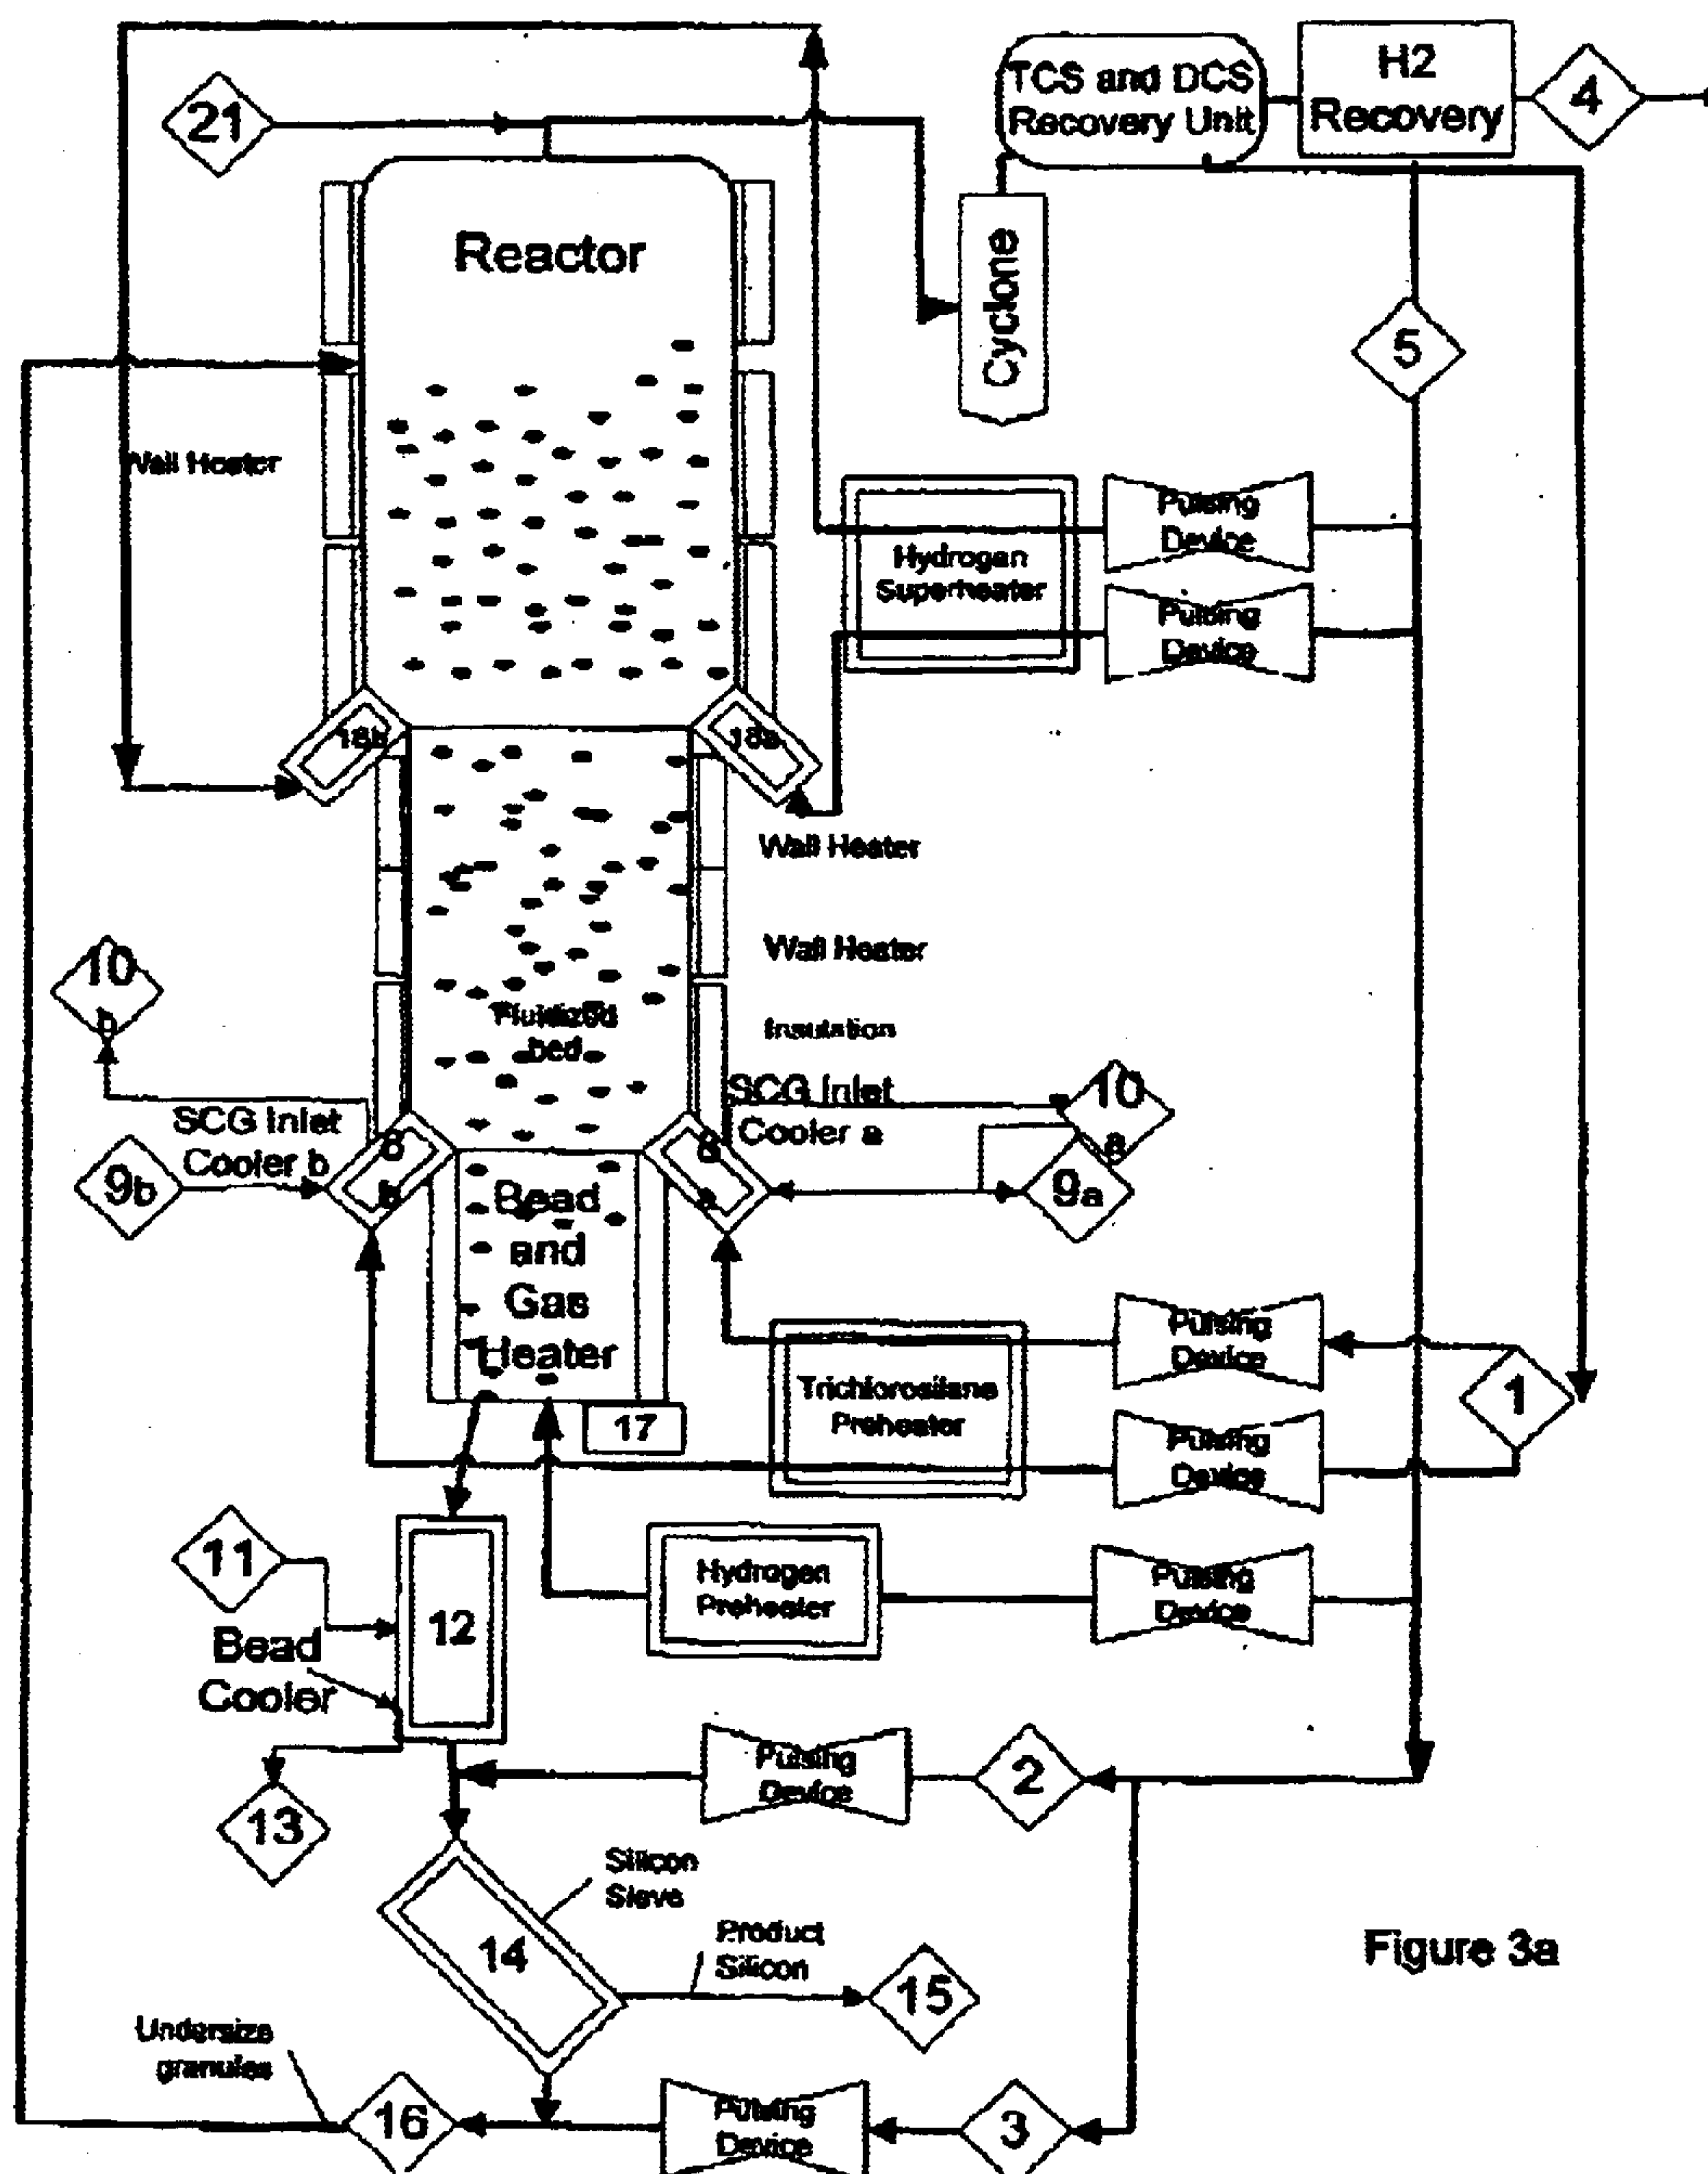 21
TCS and DCS
Recovery Unit
H2
Recovery
4
Reactor
Cyclone
5
Wall Heater
Pulsing
Device
Hydrogen
Superheater
Pulsing
Device
18b
18a
Wall Heater
Wall Heater
10
b
Fluidized
bed
Insulation
SCG Inlet
Cooler a
10
a
SCG Inlet
Cooler b
8
b
8
a
9b
9a
Bead
and
Gas
Heater
Pulsing
Device
Trichlorosilane
Preheater
1
17
Pulsing
Device
11
12
Hydrogen
Preheater
Pulsing
Device
Bead
Cooler
Pulsing
Device
2
13
Silicon
Sieve
14
Product
Silicon
15
Figure 3a
Undersize
granules
16
Pulsing
Device
3